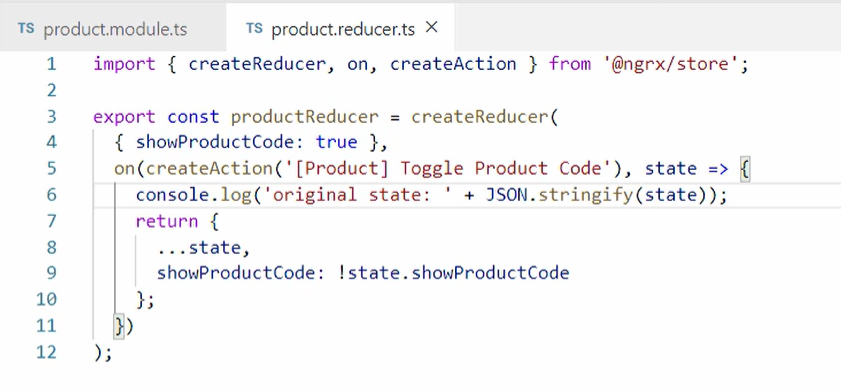 TS product.module.ts TS product.reducer.ts ×
1 import { createReducer, on, createAction } from '@ngrx/store';
2
3 export const productReducer = createReducer(
4 { showProductCode: true },
5 on(createAction('[Product] Toggle Product Code'), state => {
6 console.log('original state: ' + JSON.stringify(state));
7 return {
8 ...state,
9 showProductCode: !state.showProductCode
10 };
11 })
12 );